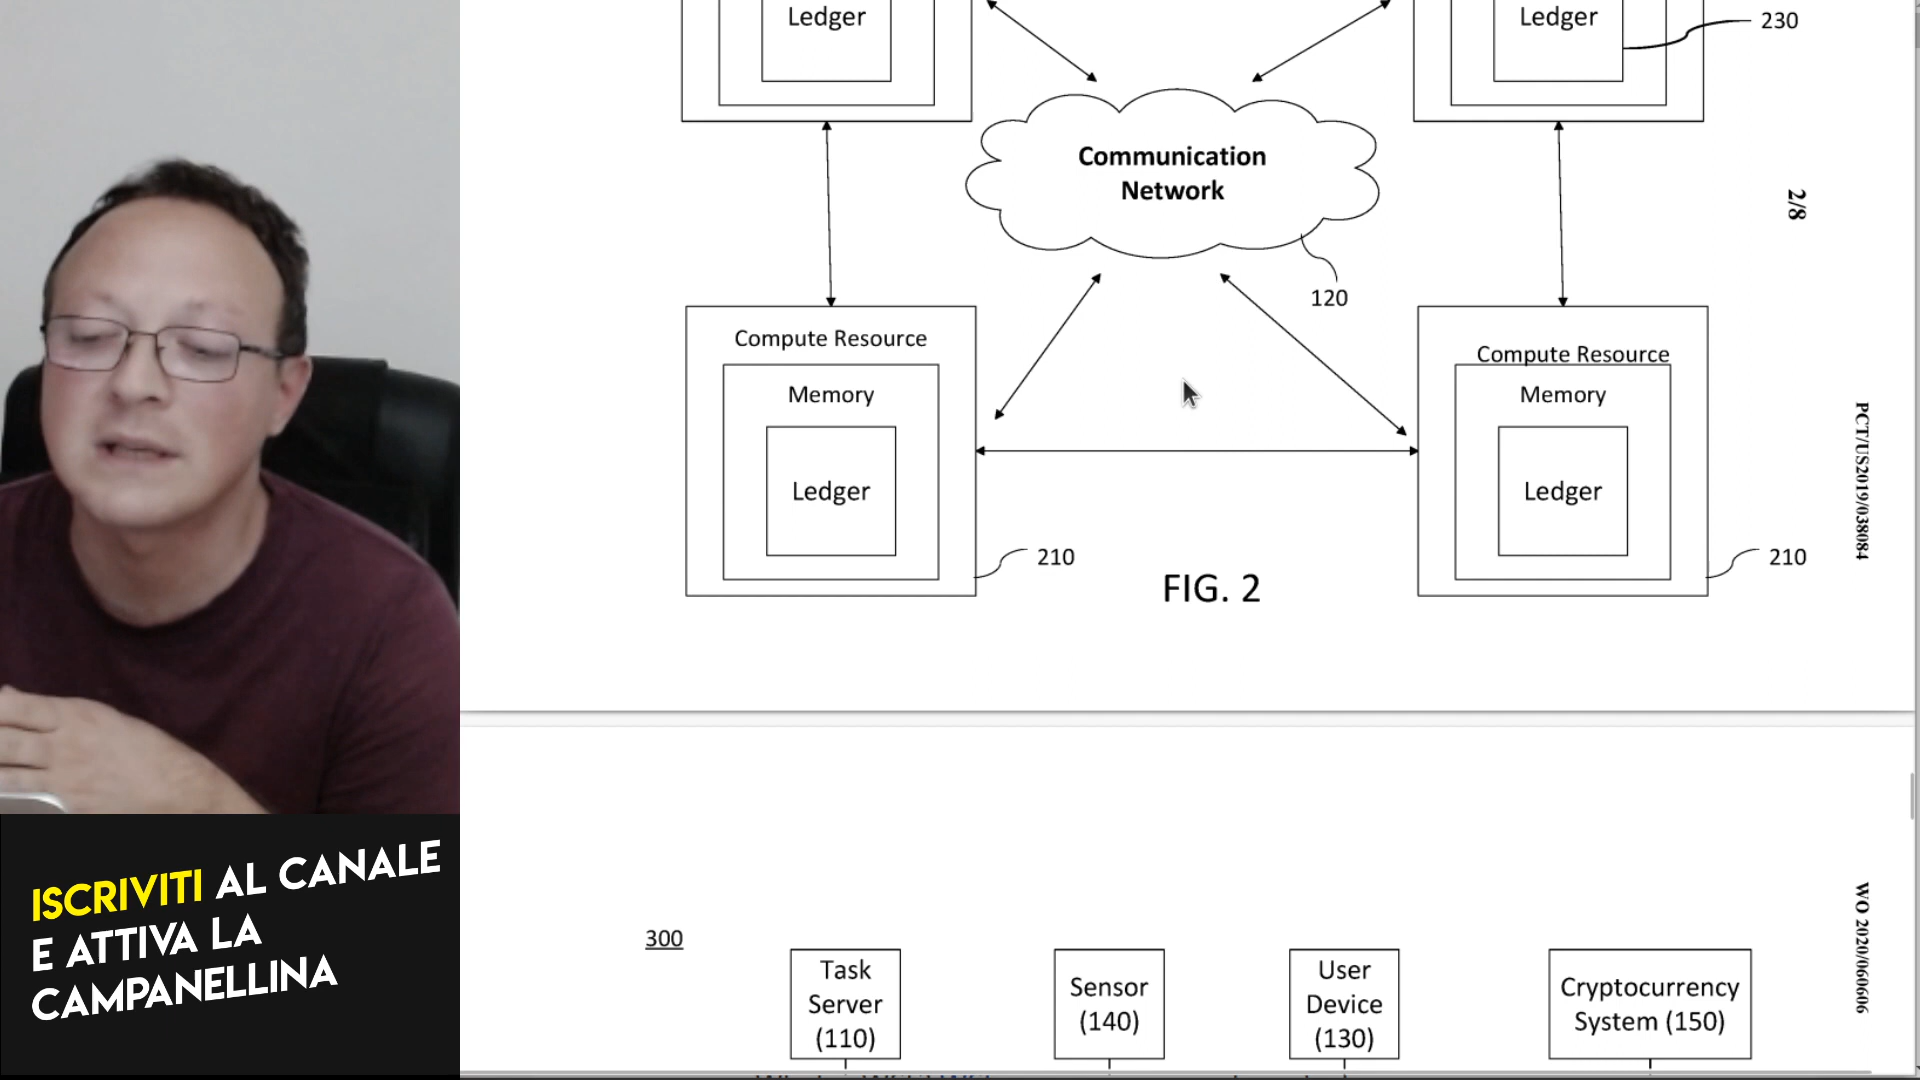 Ledger
Ledger
230
Communication
Network
2/8
120
Compute Resource
Compute Resource
Memory
Memory
Ledger
Ledger
210
210
FIG. 2
PCT/US2019/038084
WO 2020/060606
300
Task
Server
(110)
Sensor
(140)
User
Device
(130)
Cryptocurrency
System (150)
ISCRIVITI AL CANALE
E ATTIVA LA
CAMPANELLINA